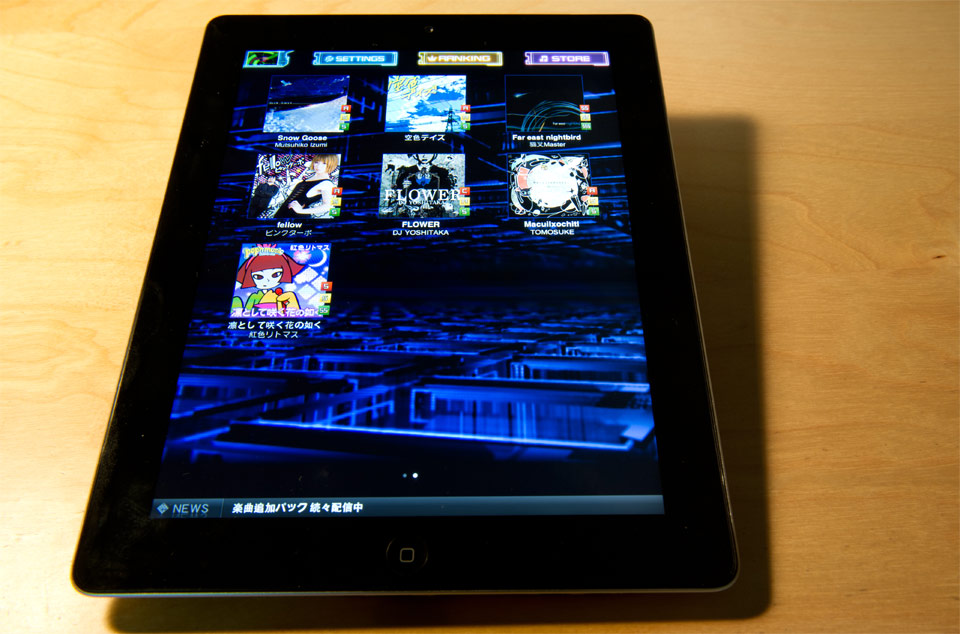 SETTINGS
RANKING
STORE
Snow Goose
Mutsuhiko Izumi
空色デイズ
Far east nightbird
猫叉Master
fellow
ピンクターボ
FLOWER
DJ YOSHITAKA
FLOWER
DJ YOSHITAKA
Macuilxochitl
TOMOSUKE
紅色リトマス
凛として咲く花の如く
凛として咲く花の如く
紅色リトマス
NEWS
楽曲追加パック 続々配信中